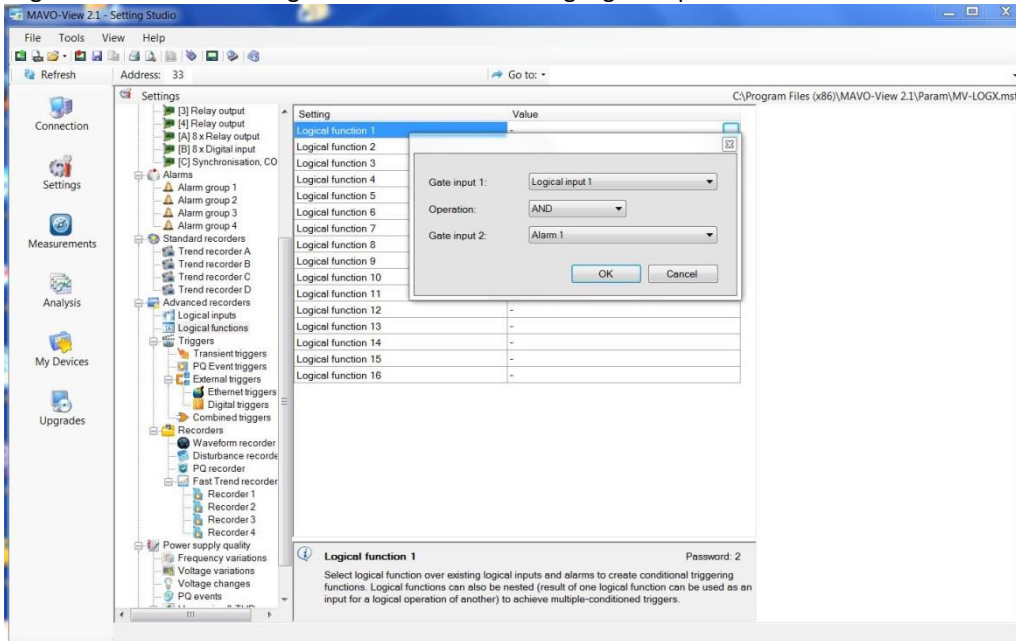 MAVO-View 2.1 - Setting Studio
File Tools View Help
Refresh Address: 33 Go to:
Settings C:\Program Files (x86)\MAVO-View 2.1\Param\MV-LOGX.mst
Connection
Settings
Measurements
Analysis
My Devices
Upgrades
[3] Relay output
[4] Relay output
[A] 8 x Relay output
[B] 8 x Digital input
[C] Synchronisation, CO
Alarms
Alarm group 1
Alarm group 2
Alarm group 3
Alarm group 4
Standard recorders
Trend recorder A
Trend recorder B
Trend recorder C
Trend recorder D
Advanced recorders
Logical inputs
Logical functions
Triggers
Transient triggers
PQ Event triggers
External triggers
Ethernet triggers
Digital triggers
Combined triggers
Recorders
Waveform recorder
Disturbance recorde
PQ recorder
Fast Trend recorder
Recorder 1
Recorder 2
Recorder 3
Recorder 4
Power supply quality
Frequency variations
Voltage variations
Voltage changes
PQ events
Setting Value
Logical function 1 -
Logical function 2
Logical function 3
Logical function 4
Logical function 5
Logical function 6
Logical function 7
Logical function 8
Logical function 9
Logical function 10
Logical function 11
Logical function 12 -
Logical function 13 -
Logical function 14 -
Logical function 15 -
Logical function 16 -
Gate input 1: Logical input 1
Operation: AND
Gate input 2: Alarm 1
OK Cancel
Logical function 1 Password: 2
Select logical function over existing logical inputs and alarms to create conditional triggering
functions. Logical functions can also be nested (result of one logical function can be used as an
input for a logical operation of another) to achieve multiple-conditioned triggers.